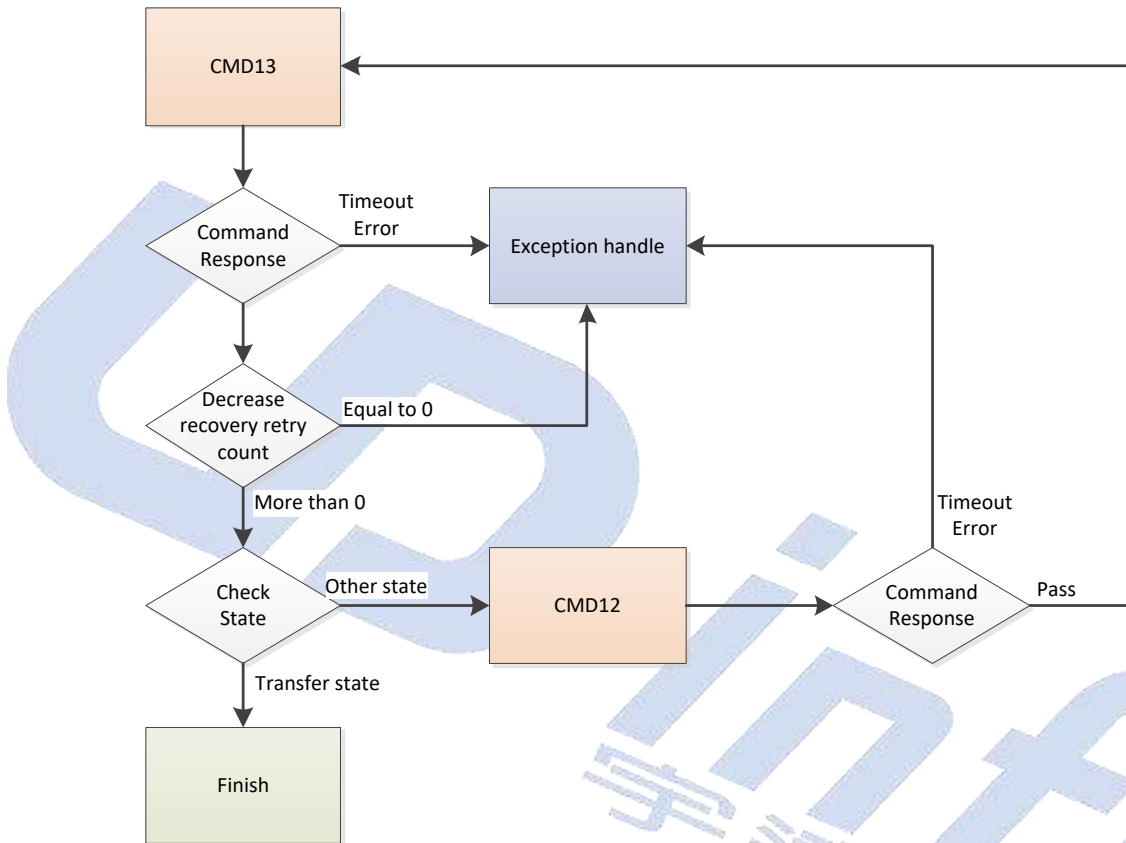 CMD13
Timeout
Error
Command
Response
Exception handle
Decrease
recovery retry
count
Equal to 0
More than 0
Timeout
Error
Check
State
Other state
CMD12
Command
Response
Pass
Transfer state
Finish
inf